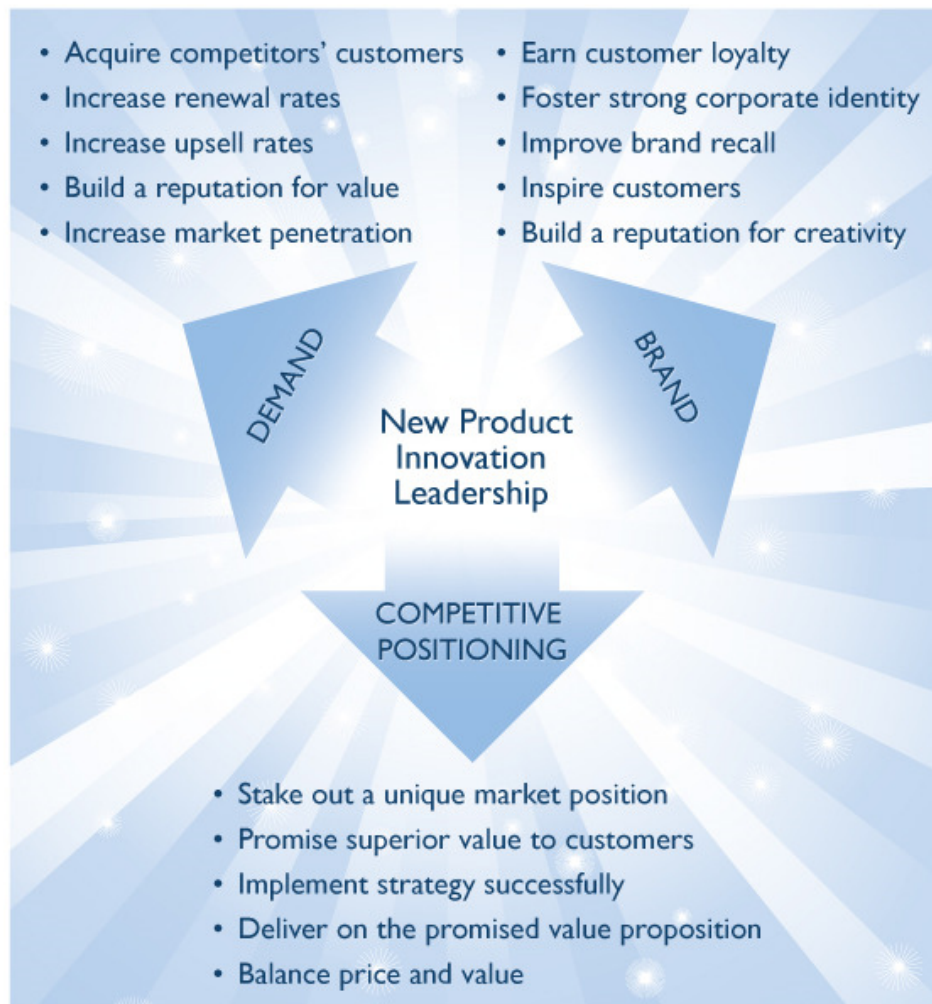 • Acquire competitors’ customers
• Increase renewal rates
• Increase upsell rates
• Build a reputation for value
• Increase market penetration
• Earn customer loyalty
• Foster strong corporate identity
• Improve brand recall
• Inspire customers
• Build a reputation for creativity
DEMAND
BRAND
New Product
Innovation
Leadership
COMPETITIVE
POSITIONING
• Stake out a unique market position
• Promise superior value to customers
• Implement strategy successfully
• Deliver on the promised value proposition
• Balance price and value